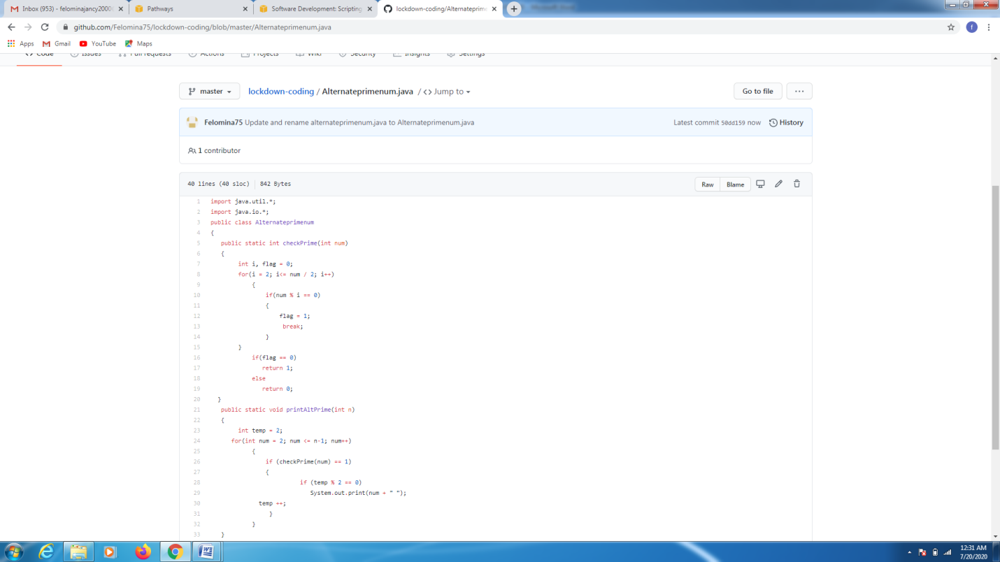 Inbox (953) - felominajancy2000
Pathways
Software Development: Scripting
lockdown-coding/Alternateprime
github.com/Felomina75/lockdown-coding/blob/master/Alternateprimenum.java
f
Apps Gmail YouTube Maps
Code Issues Pull requests Actions Projects Wiki Security Insights Settings
master lockdown-coding / Alternateprimenum.java / <> Jump to Go to file ...
Felomina75 Update and rename alternateprimenum.java to Alternateprimenum.java Latest commit 50dd159 now History
1 contributor
40 lines (40 sloc) 842 Bytes Raw Blame
1 import java.util.*;
2 import java.io.*;
3 public class Alternateprimenum
4 {
5 public static int checkPrime(int num)
6 {
7 int i, flag = 0;
8 for(i = 2; i<= num / 2; i++)
9 {
10 if(num % i == 0)
11 {
12 flag = 1;
13 break;
14 }
15 }
16 if(flag == 0)
17 return 1;
18 else
19 return 0;
20 }
21 public static void printAltPrime(int n)
22 {
23 int temp = 2;
24 for(int num = 2; num <= n-1; num++)
25 {
26 if (checkPrime(num) == 1)
27 {
28 if (temp % 2 == 0)
29 System.out.print(num + " ");
30 temp ++;
31 }
32 }
33 }
12:31 AM
7/20/2020